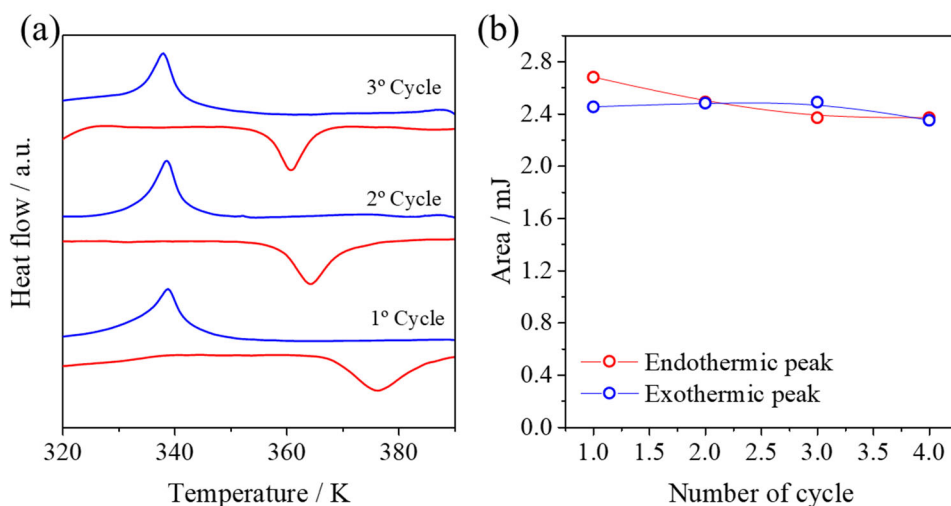 (a)
Heat flow / a.u.
3º Cycle
2º Cycle
1º Cycle
320 340 360 380
Temperature / K
(b)
Area / mJ
2.8
2.4
2.0
1.6
1.2
0.8
0.4
0.0
Endothermic peak
Exothermic peak
1.0 1.5 2.0 2.5 3.0 3.5 4.0
Number of cycle